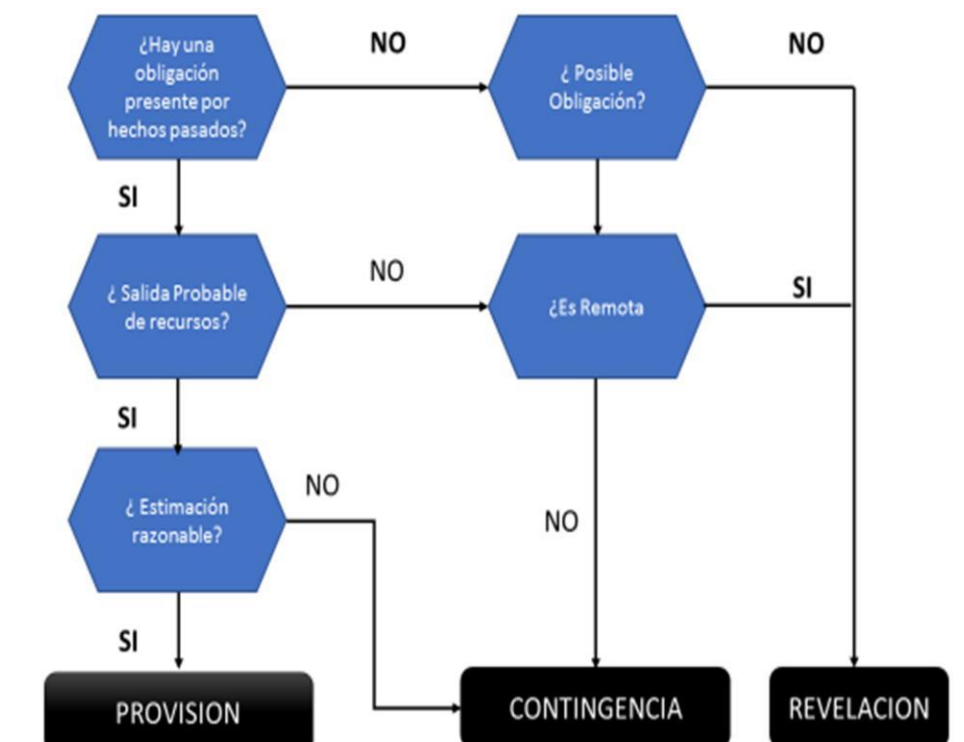 ¿Hay una
obligación
presente por
hechos pasados?
NO
¿ Posible
Obligación?
NO
SI
¿ Salida Probable
de recursos?
NO
¿Es Remota
SI
SI
¿ Estimación
razonable?
NO
NO
SI
PROVISION
CONTINGENCIA
REVELACION